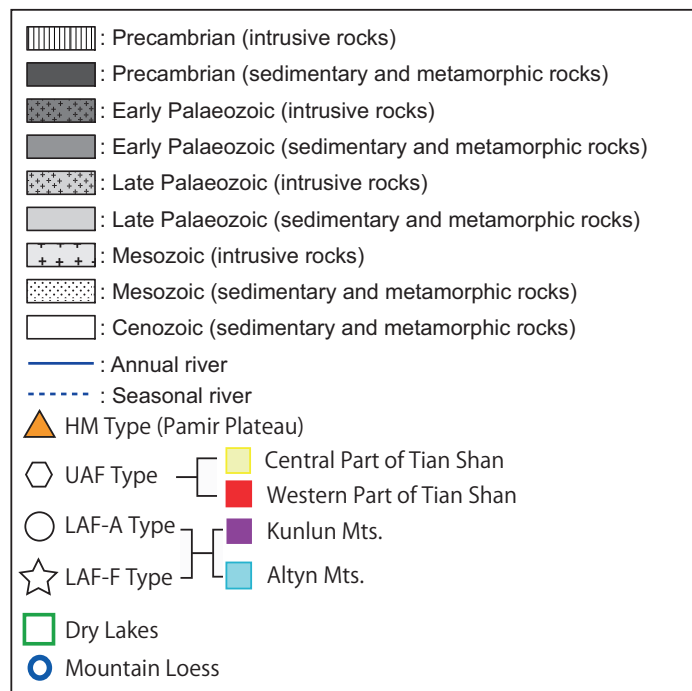 : Precambrian (intrusive rocks)
: Precambrian (sedimentary and metamorphic rocks)
: Early Palaeozoic (intrusive rocks)
: Early Palaeozoic (sedimentary and metamorphic rocks)
: Late Palaeozoic (intrusive rocks)
: Late Palaeozoic (sedimentary and metamorphic rocks)
: Mesozoic (intrusive rocks)
: Mesozoic (sedimentary and metamorphic rocks)
: Cenozoic (sedimentary and metamorphic rocks)
: Annual river
: Seasonal river
HM Type (Pamir Plateau)
UAF Type
Central Part of Tian Shan
Western Part of Tian Shan
LAF-A Type
Kunlun Mts.
LAF-F Type
Altyn Mts.
Dry Lakes
Mountain Loess